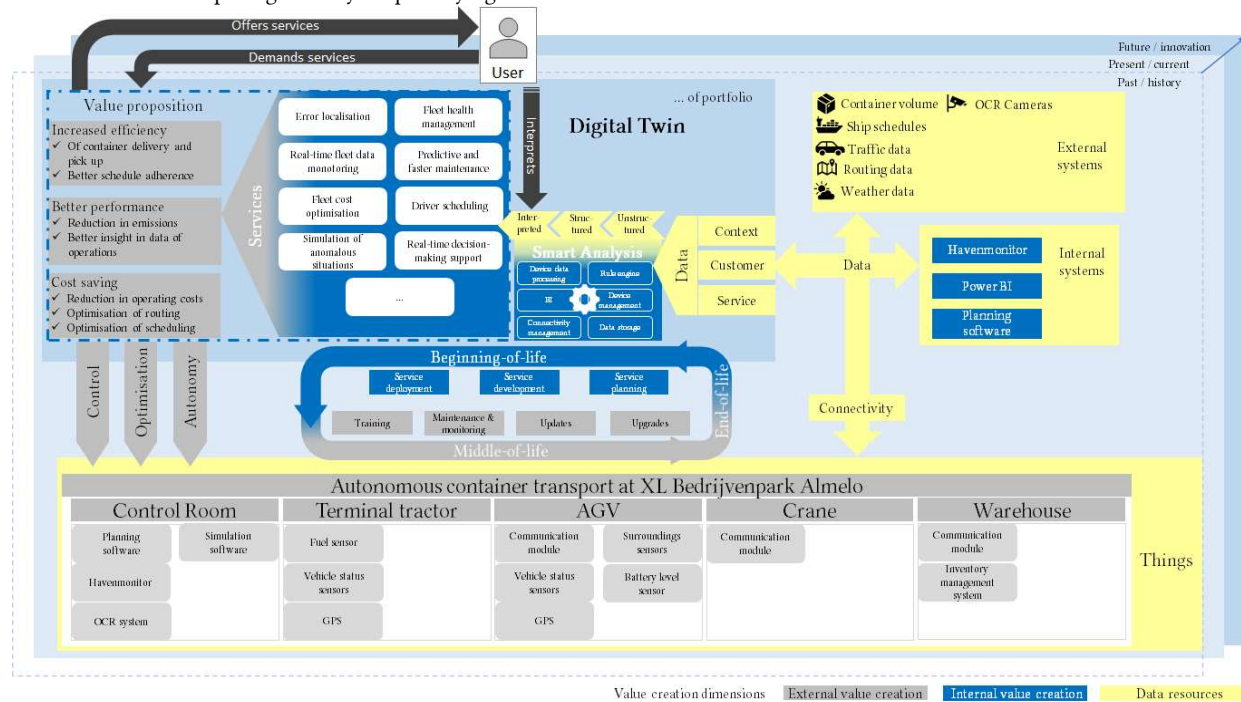 Offers services
Demands services
User
Future / innovation
Present / current
Past / history
Value proposition
Increased efficiency
✓ Of container delivery and
pick up
✓ Better schedule adherence
Better performance
✓ Reduction in emissions
✓ Better insight in data of
operations
Cost saving
✓ Reduction in operating costs
✓ Optimisation of routing
✓ Optimisation of scheduling
Services
Error localisation
Fleet health
management
Real-time fleet data
monotoring
Predictive and
faster maintenance
Fleet cost
optimisation
Driver scheduling
Simulation of
anomalous
situations
Real-time decision-
making support
...
Interprets
... of portfolio
Digital Twin
Inter-
preted
Struc-
tured
Unstruc-
tured
Smart Analysis
Device data
processing
Rule engine
BI
Device
management
Connectivity
management
Data storage
Data
Context
Customer
Service
Data
Container volume
OCR Cameras
Ship schedules
Traffic data
Routing data
Weather data
External
systems
Havenmonitor
Power BI
Planning
software
Internal
systems
Connectivity
Control
Optimisation
Autonomy
Beginning-of-life
Service
deployment
Service
development
Service
planning
Training
Maintenance &
monitoring
Updates
Upgrades
Middle-of-life
End-of-life
Autonomous container transport at XL Bedrijvenpark Almelo
Control Room
Terminal tractor
AGV
Crane
Warehouse
Planning
software
Simulation
software
Havenmonitor
OCR system
Fuel sensor
Vehicle status
sensors
GPS
Communication
module
Surroundings
sensors
Vehicle status
sensors
Battery level
sensor
GPS
Communication
module
Communication
module
Inventory
management
system
Things
Value creation dimensions
External value creation
Internal value creation
Data resources